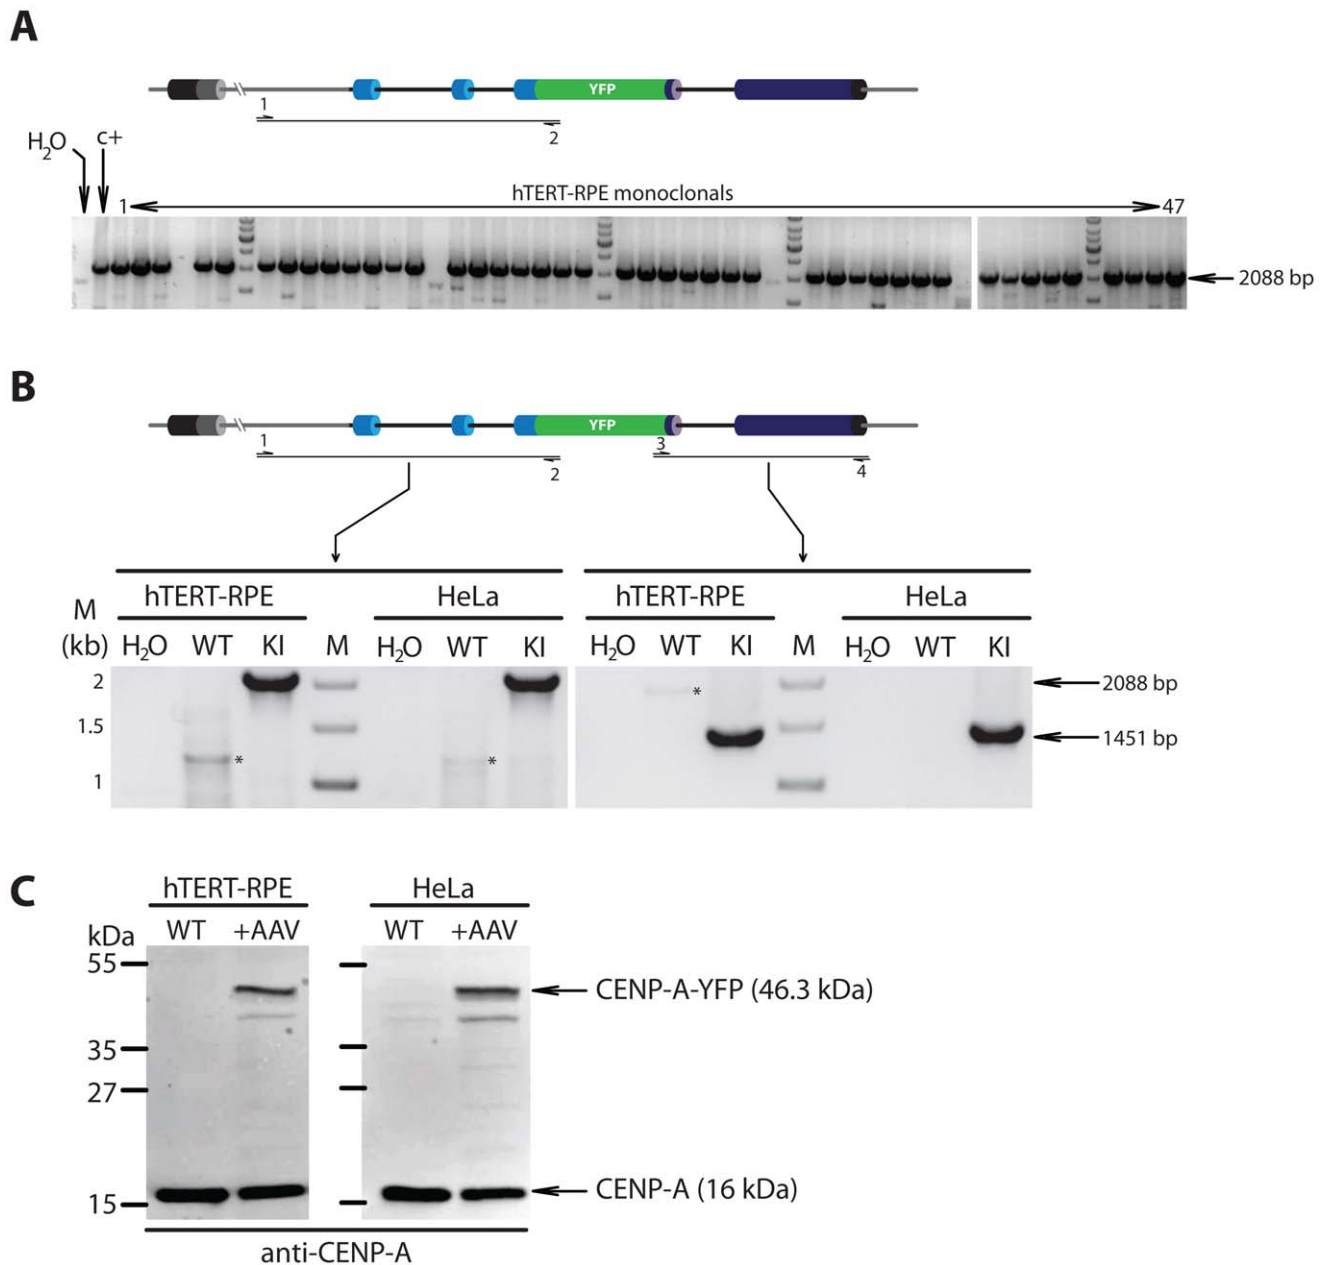 A
YFP
1
2
H2O
c+
1
hTERT-RPE monoclonals
47
2088 bp
B
YFP
1
2
3
4
hTERT-RPE
HeLa
hTERT-RPE
HeLa
M
(kb)
H2O WT KI M H2O WT KI
H2O WT KI M H2O WT KI
2
2088 bp
*
1.5
1451 bp
* *
1
C
hTERT-RPE
HeLa
kDa
WT +AAV
WT +AAV
55
CENP-A-YFP (46.3 kDa)
35
27
CENP-A (16 kDa)
15
anti-CENP-A